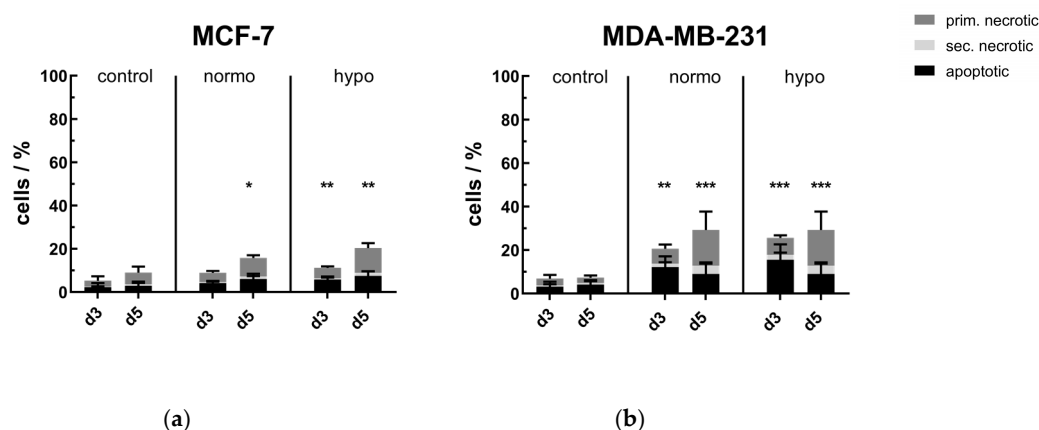 MCF-7
control normo hypo
100
80
60
40
20
0
cells / %
* ** **
d3 d5 d3 d5 d3 d5
(a)
MDA-MB-231
control normo hypo
100
80
60
40
20
0
cells / %
** *** *** ***
d3 d5 d3 d5 d3 d5
(b)
prim. necrotic
sec. necrotic
apoptotic